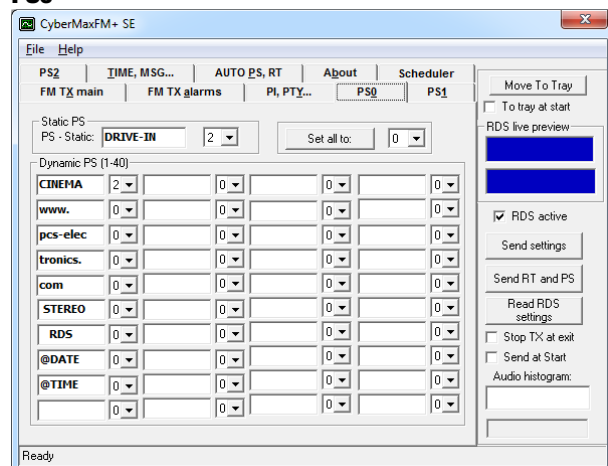 CyberMaxFM+ SE
File Help
PS2 TIME, MSG... AUTO PS, RT About Scheduler
FM TX main FM TX alarms PI, PTY... PS0 PS1
Static PS
PS - Static: DRIVE-IN 2 Set all to: 0
Dynamic PS (1-40)
CINEMA 2 0 0 0
www. 0 0 0 0
pcs-elec 0 0 0 0
tronics. 0 0 0 0
com 0 0 0 0
STEREO 0 0 0 0
RDS 0 0 0 0
@DATE 0 0 0 0
@TIME 0 0 0 0
0 0 0 0
Move To Tray
To tray at start
RDS live preview
RDS active
Send settings
Send RT and PS
Read RDS
settings
Stop TX at exit
Send at Start
Audio histogram:
Ready